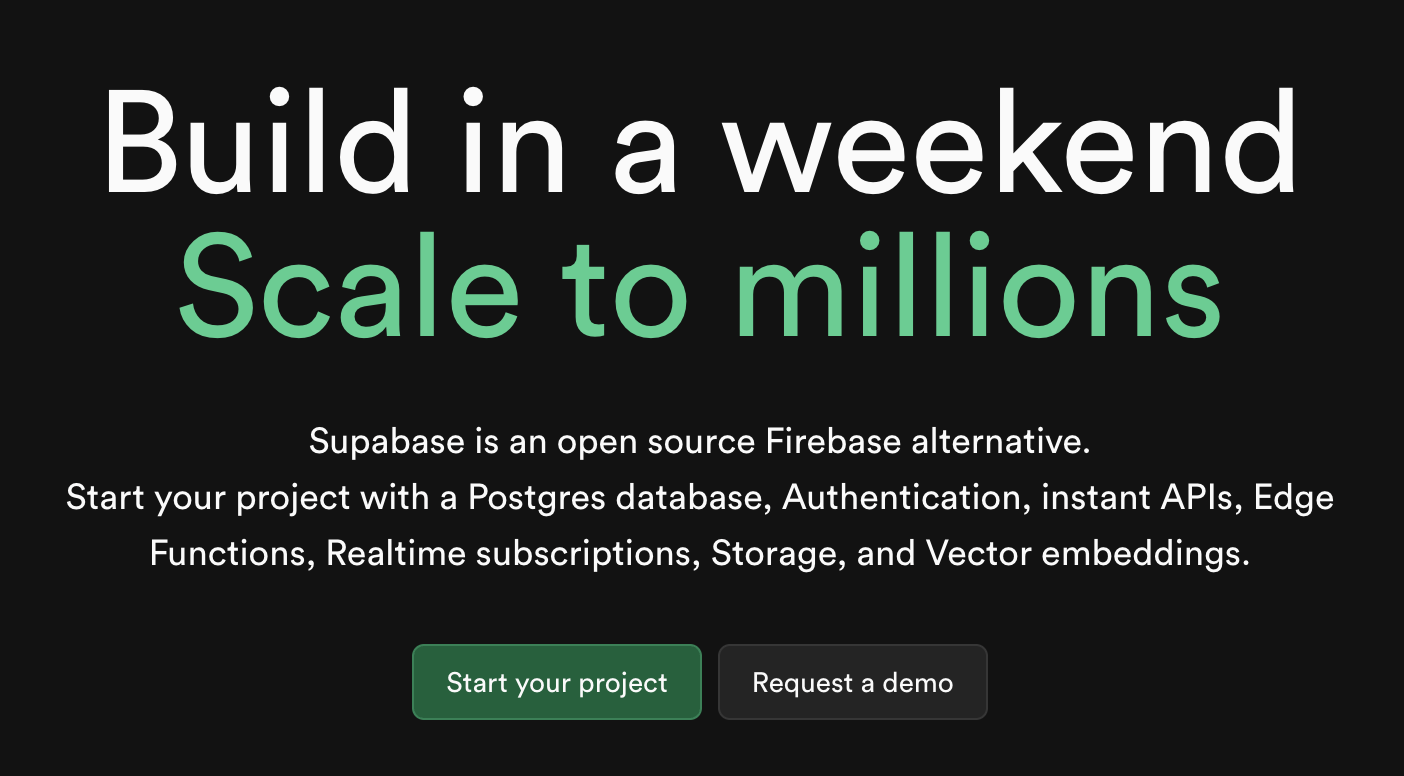 Build in a weekend
Scale to millions
Supabase is an open source Firebase alternative.
Start your project with a Postgres database, Authentication, instant APIs, Edge
Functions, Realtime subscriptions, Storage, and Vector embeddings.
Start your project
Request a demo